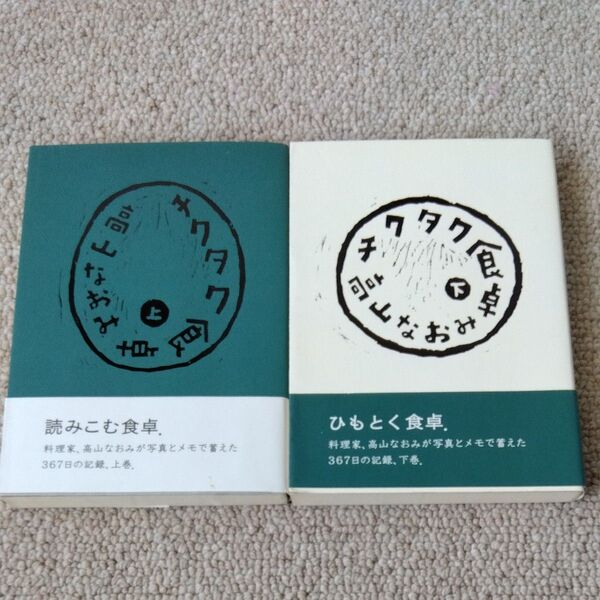 チクタク食卓
上
高山なおみ
読みこむ食卓.
料理家、高山なおみが写真とメモで蓄えた
367日の記録、上巻.
チクタク食卓
下
高山なおみ
ひもとく食卓.
料理家、高山なおみが写真とメモで蓄えた
367日の記録、下巻.